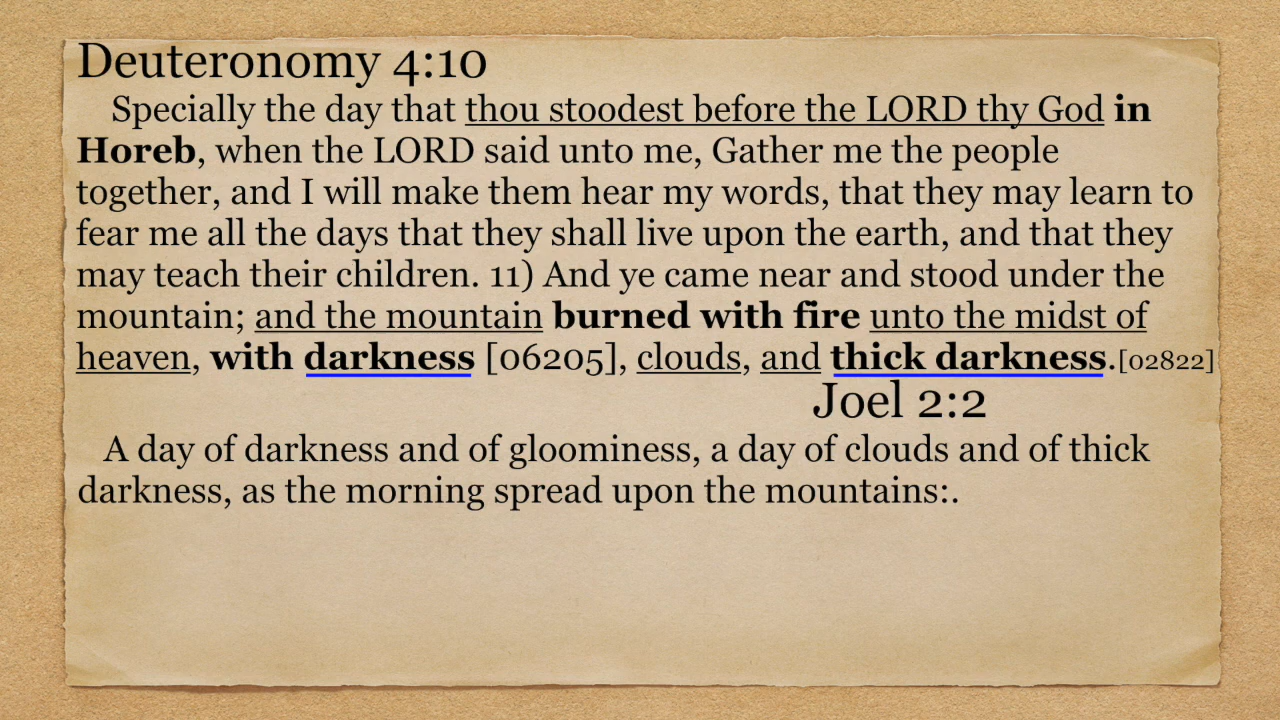 Deuteronomy 4:10
Specially the day that thou stoodest before the LORD thy God in
Horeb, when the LORD said unto me, Gather me the people
together, and I will make them hear my words, that they may learn to
fear me all the days that they shall live upon the earth, and that they
may teach their children. 11) And ye came near and stood under the
mountain; and the mountain burned with fire unto the midst of
heaven, with darkness [06205], clouds, and thick darkness.[02822]
Joel 2:2
A day of darkness and of gloominess, a day of clouds and of thick
darkness, as the morning spread upon the mountains:.